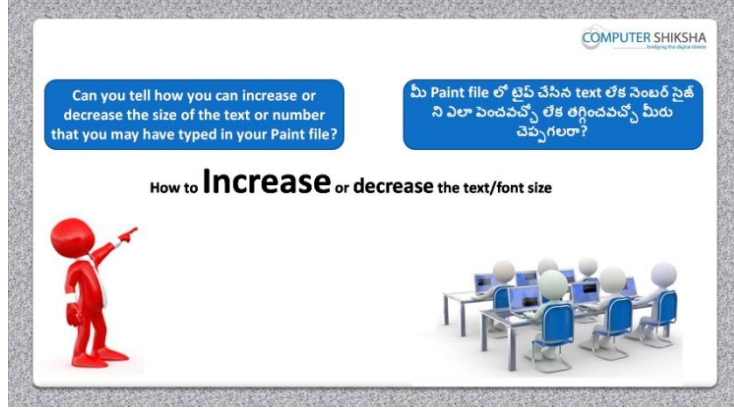 COMPUTER SHIKSHA
...bridging the digital divide
Can you tell how you can increase or
decrease the size of the text or number
that you may have typed in your Paint file?
మీ Paint file లో టైప్ చేసిన text లేక నెంబర్ సైజ్
ని ఎలా పెంచవచ్చో లేక తగ్గించవచ్చో మీరు
చెప్పగలరా?
How to Increase or decrease the text/font size